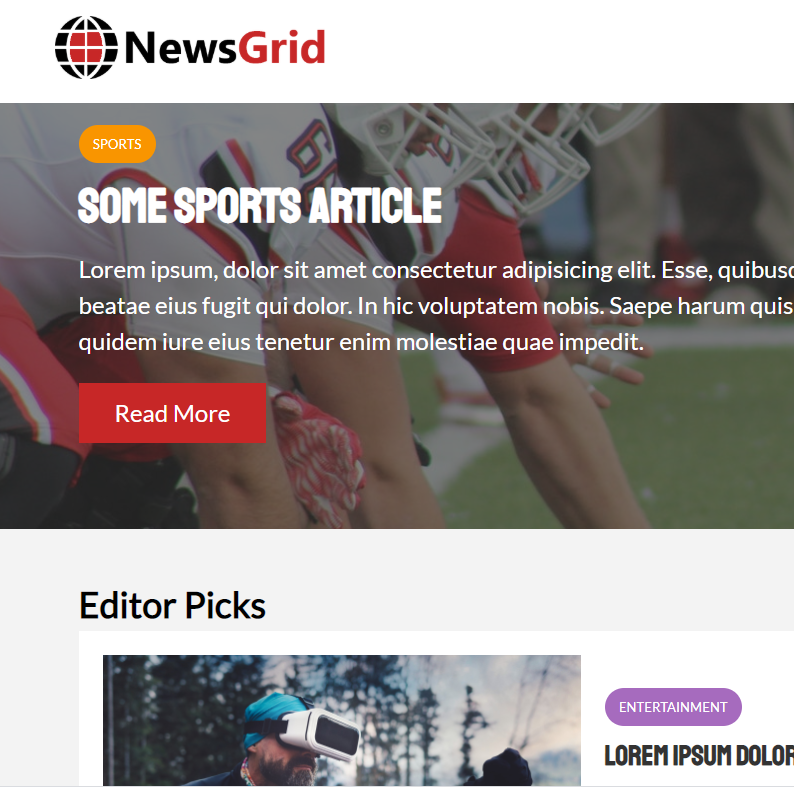 NewsGrid
SPORTS
SOME SPORTS ARTICLE
Lorem ipsum, dolor sit amet consectetur adipisicing elit. Esse, quibusd
beatae eius fugit qui dolor. In hic voluptatem nobis. Saepe harum quis
quidem iure eius tenetur enim molestiae quae impedit.
Read More
Editor Picks
ENTERTAINMENT
LOREM IPSUM DOLOR